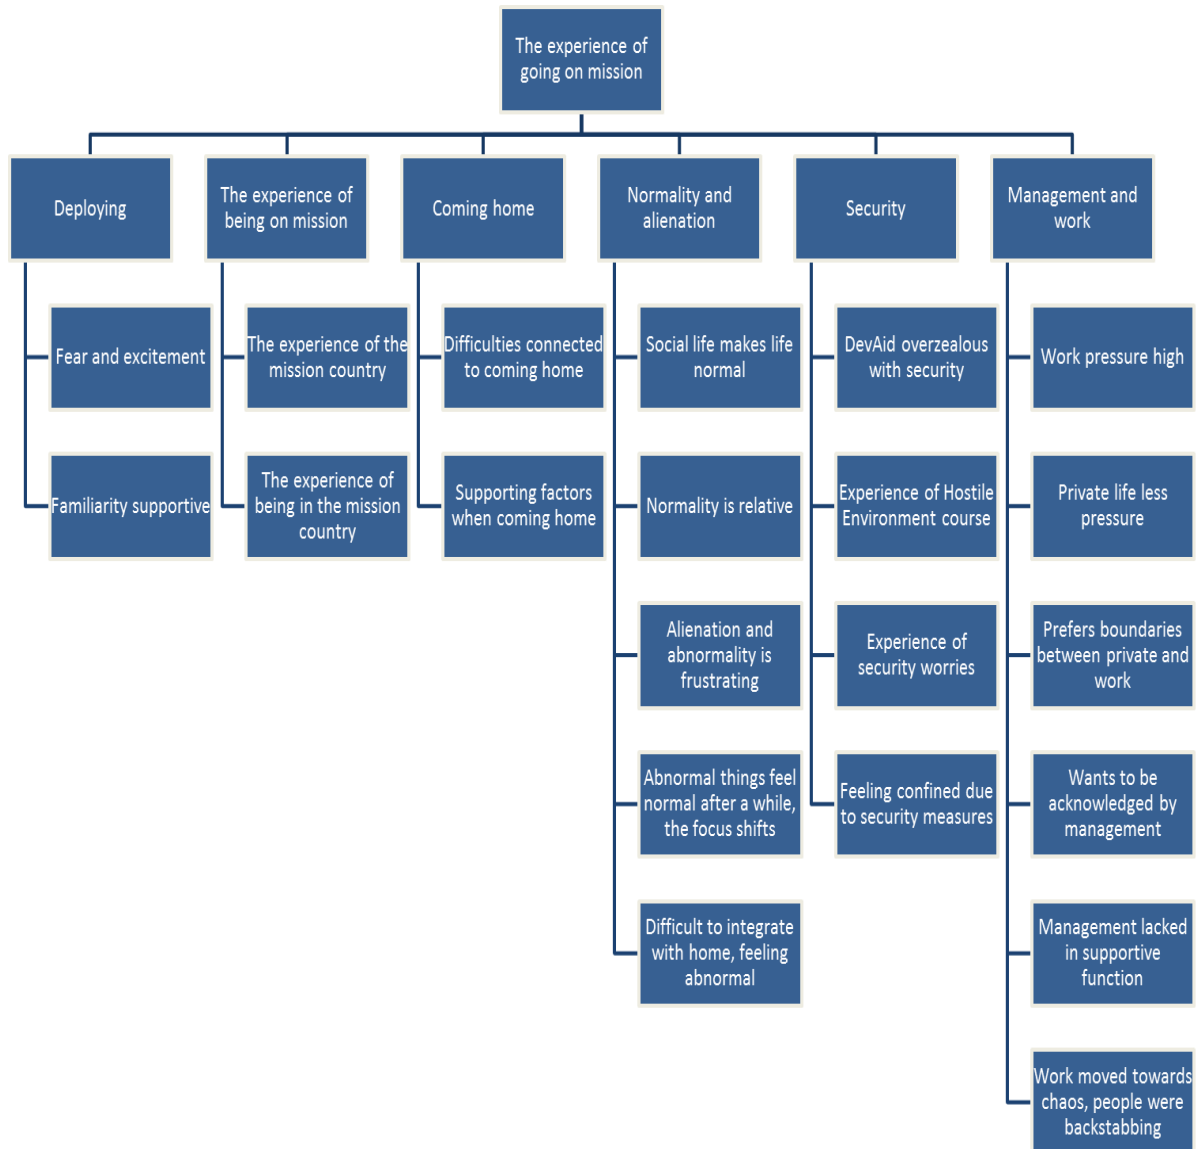 The experience of
going on mission
Deploying
The experience of
being on mission
Coming home
Normality and
alienation
Security
Management and
work
Fear and excitement
Familiarity supportive
The experience of the
mission country
The experience of
being in the mission
country
Difficulties connected
to coming home
Supporting factors
when coming home
Social life makes life
normal
Normality is relative
Alienation and
abnormality is
frustrating
Abnormal things feel
normal after a while,
the focus shifts
Difficult to integrate
with home, feeling
abnormal
DevAid overzealous
with security
Experience of Hostile
Environment course
Experience of
security worries
Feeling confined due
to security measures
Work pressure high
Private life less
pressure
Prefers boundaries
between private and
work
Wants to be
acknowledged by
management
Management lacked
in supportive
function
Work moved towards
chaos, people were
backstabbing